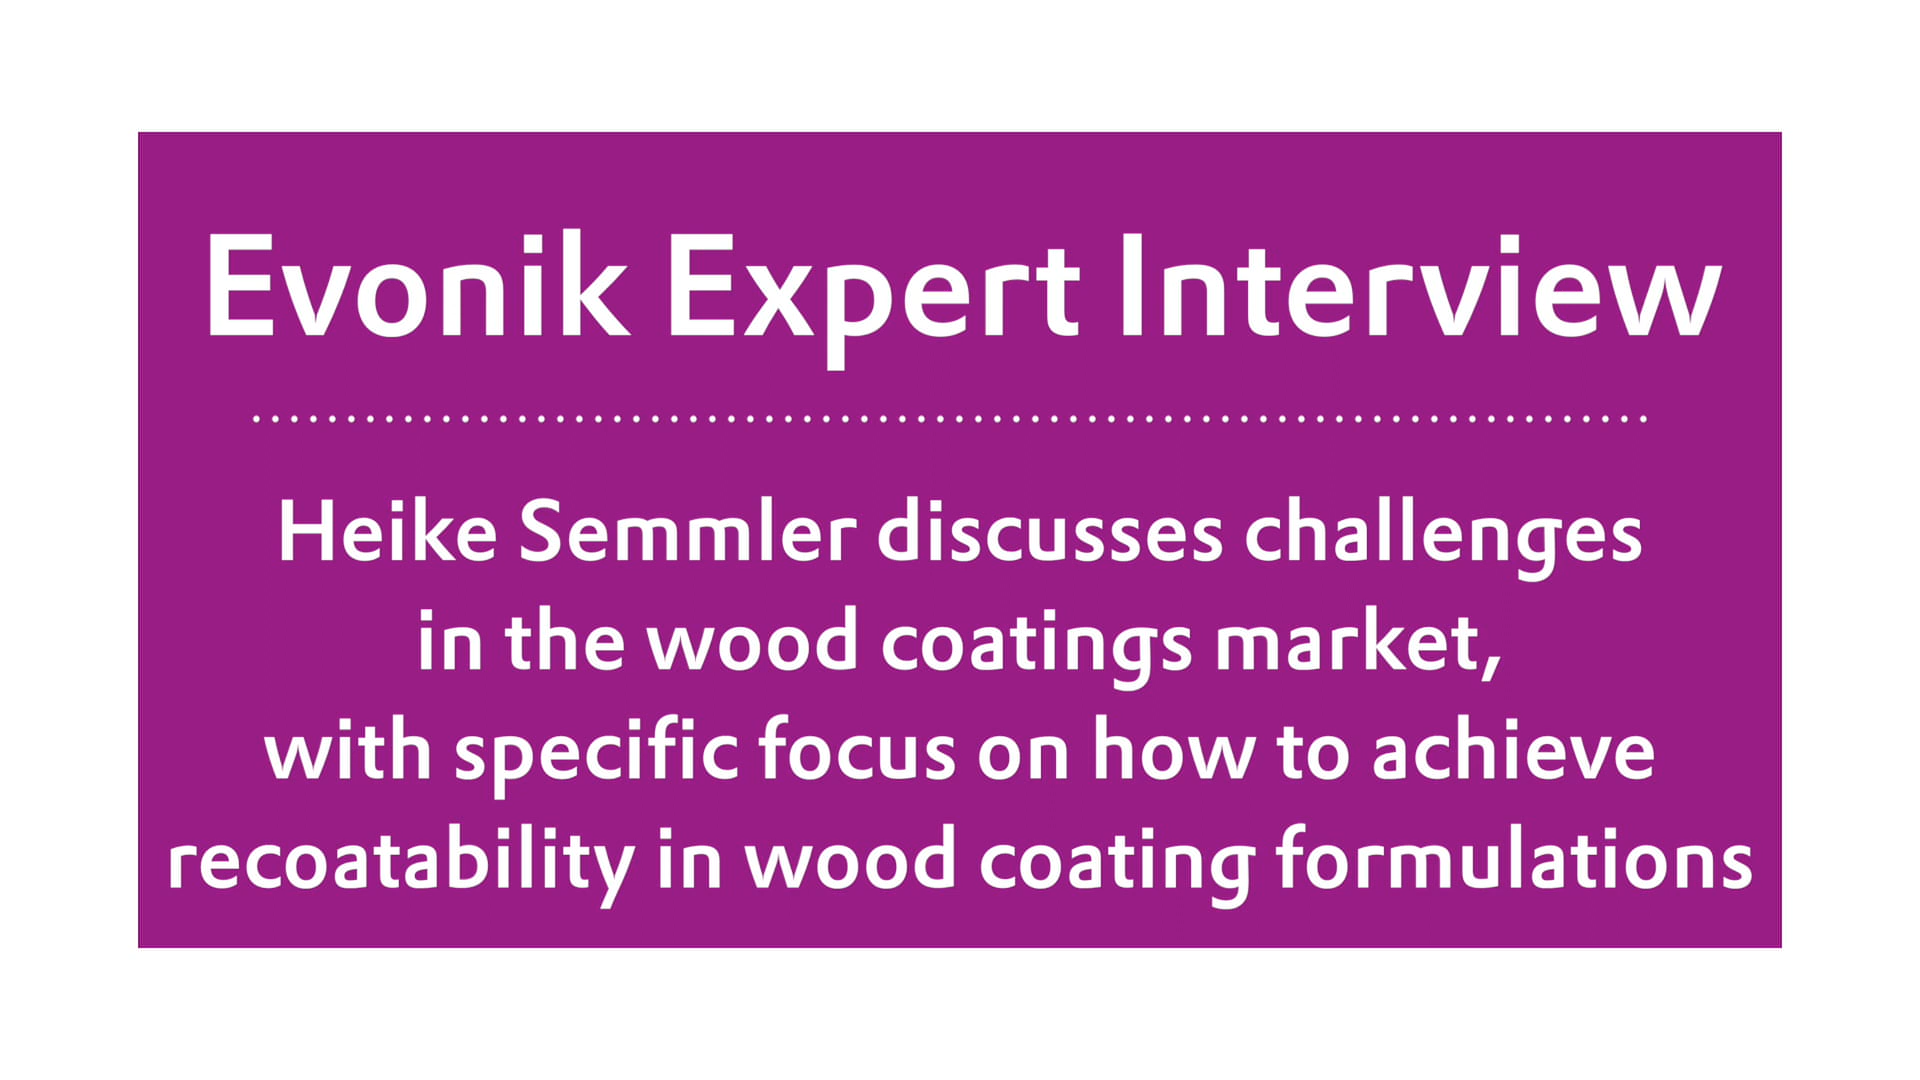 Evonik Expert Interview
Heike Semmler discusses challenges
in the wood coatings market,
with specific focus on how to achieve
recoatability in wood coating formulations